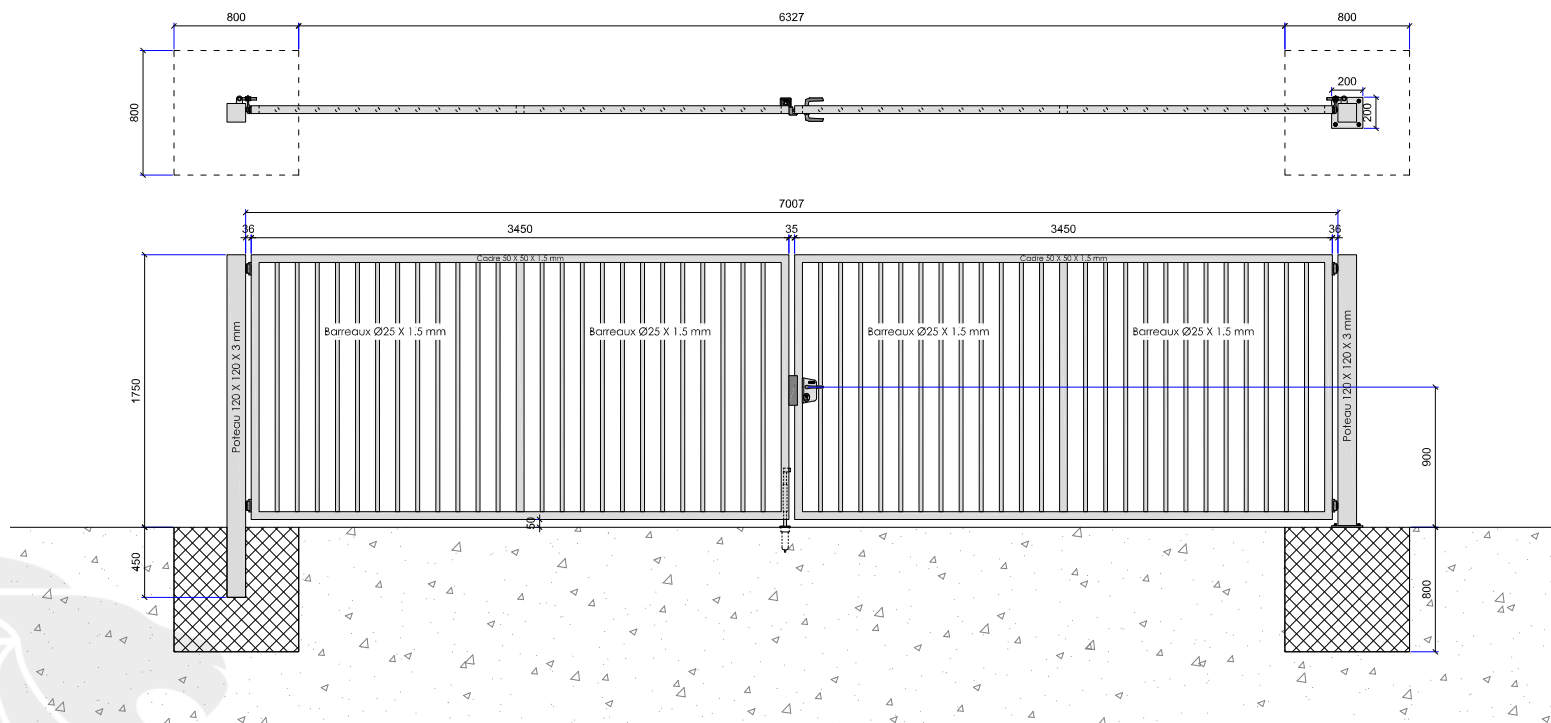 800
6327
800
800
200
200
7007
36
3450
35
3450
36
Cadre 50 X 50 X 1.5 mm
Cadre 50 X 50 X 1.5 mm
Barreaux Ø25 X 1.5 mm
Barreaux Ø25 X 1.5 mm
Barreaux Ø25 X 1.5 mm
Barreaux Ø25 X 1.5 mm
Poteau 120 X 120 X 3 mm
Poteau 120 X 120 X 3 mm
1750
900
50
450
800